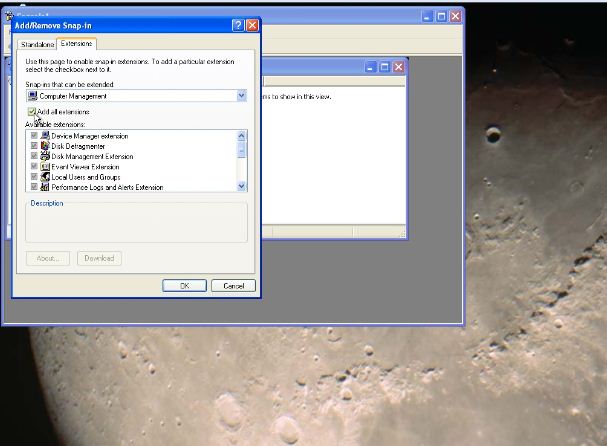 Add/Remove Snap-in
Standalone Extensions
Use this page to enable snap-in extensions. To add a particular extension
select the checkbox next to it.
Snap-ins that can be extended:
Computer Management
Add all extensions
Available extensions:
Device Manager extension
Disk Defragmenter
Disk Management Extension
Event Viewer Extension
Local Users and Groups
Performance Logs and Alerts Extension
Description
About... Download
OK Cancel
ems to show in this view.